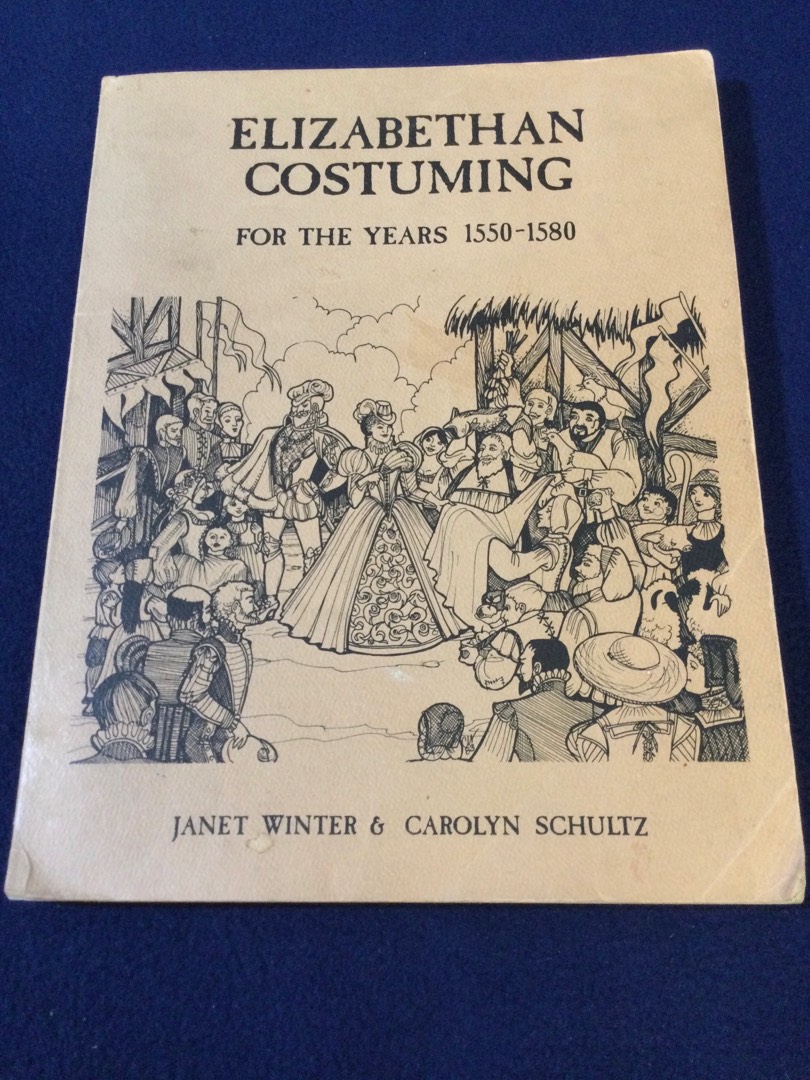 ELIZABETHAN
COSTUMING
FOR THE YEARS 1550-1580
JANET WINTER & CAROLYN SCHULTZ